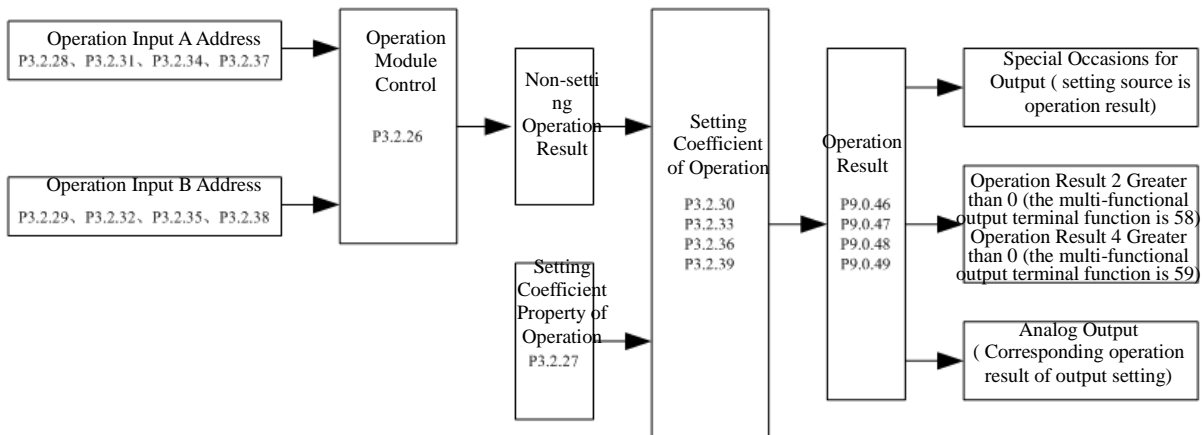 Operation Input A Address
P3.2.28、P3.2.31、P3.2.34、P3.2.37
Operation Input B Address
P3.2.29、P3.2.32、P3.2.35、P3.2.38
Operation
Module
Control
P3.2.26
Non-setti
ng
Operation
Result
Setting
Coefficient
Property of
Operation
P3.2.27
Setting
Coefficient
of Operation
P3.2.30
P3.2.33
P3.2.36
P3.2.39
Operation
Result
P9.0.46
P9.0.47
P9.0.48
P9.0.49
Special Occasions for
Output ( setting source is
operation result)
Operation Result 2 Greater
than 0 (the multi-functional
output terminal function is 58)
Operation Result 4 Greater
than 0 (the multi-functional
output terminal function is 59)
Analog Output
( Corresponding operation
result of output setting)